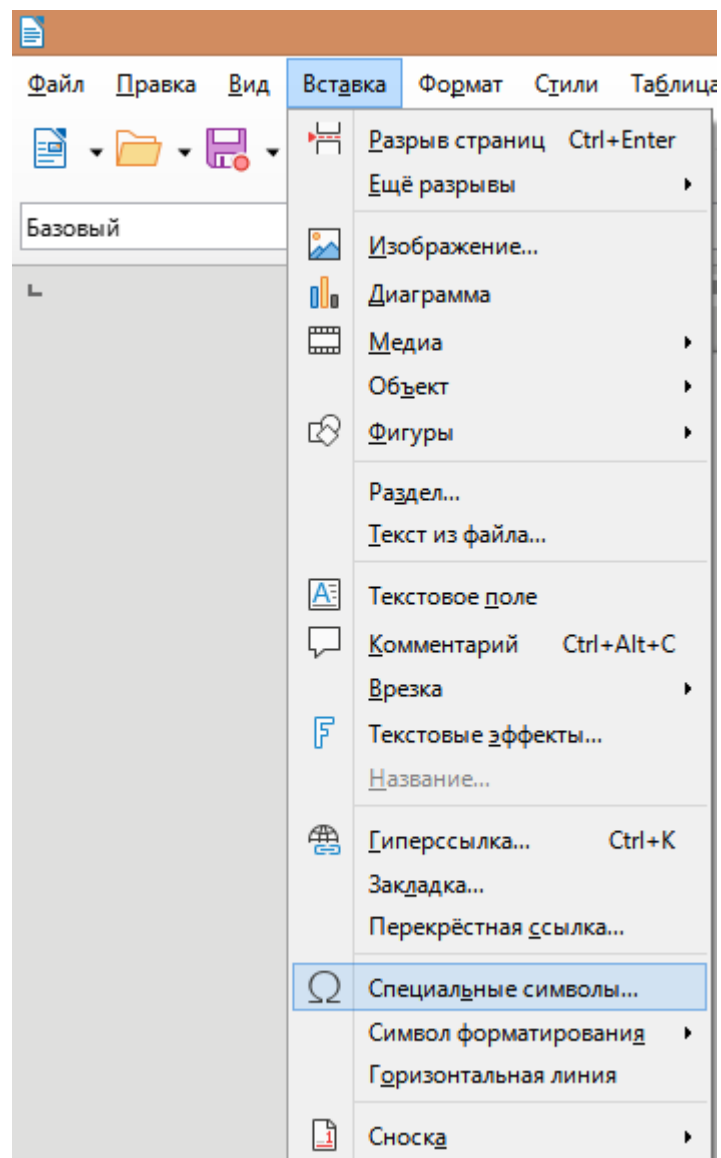 Файл Правка Вид Вставка Формат Стили Таблица
Разрыв страниц Ctrl+Enter
Ещё разрывы
Базовый
Изображение...
Диаграмма
Медиа
Объект
Фигуры
Раздел...
Текст из файла...
Текстовое поле
Комментарий Ctrl+Alt+C
Врезка
Текстовые эффекты...
Название...
Гиперссылка... Ctrl+K
Закладка...
Перекрёстная ссылка...
Специальные символы...
Символ форматирования
Горизонтальная линия
Сноска